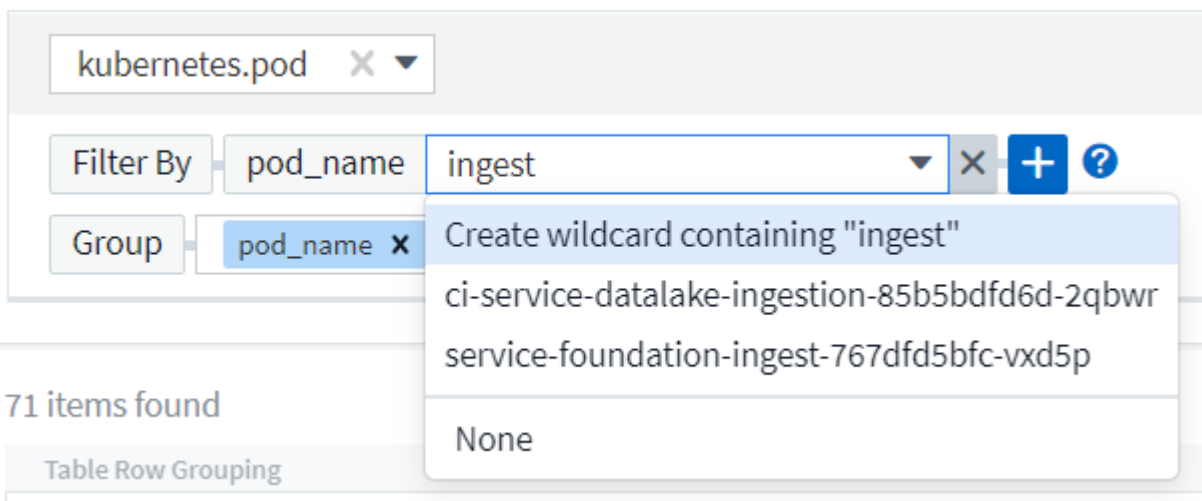 kubernetes.pod
Filter By pod_name ingest
Group pod_name
Create wildcard containing "ingest"
ci-service-datalake-ingestion-85b5bdfd6d-2qbwr
service-foundation-ingest-767dfd5bfc-vxd5p
None
71 items found
Table Row Grouping